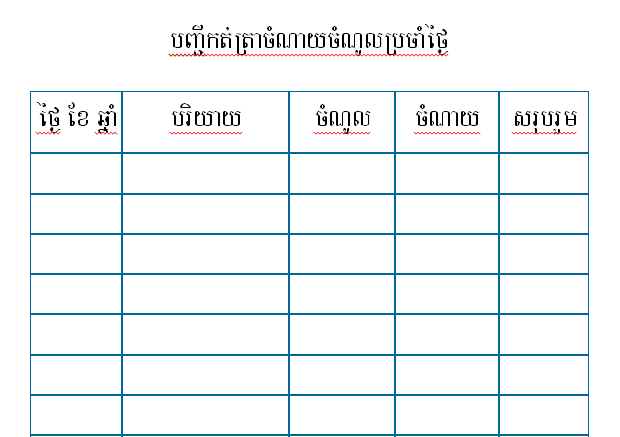 បញ្ជីកត់ត្រាចំណាយចំណូលប្រចាំថ្ងៃ
ថ្ងៃ ខែ ឆ្នាំ បរិយាយ ចំណូល ចំណាយ សរុបរួម